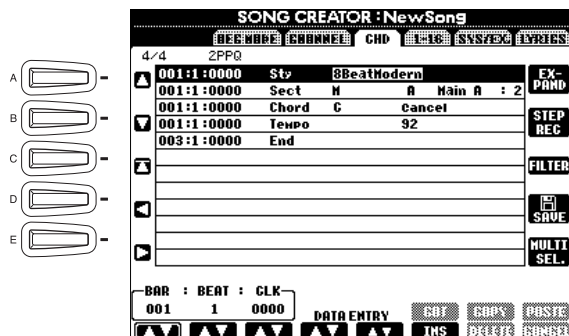 SONG CREATOR : NewSong
REC MODE CHANNEL CHD 1-16 SYS/EX. LYRICS
4/4 2PPQ
001:1:0000 Sty 8BeatModern
001:1:0000 Sect M A Main A : 2
001:1:0000 Chord C Cancel
001:1:0000 Tempo 92
003:1:0000 End
EX-PAND
STEP REC
FILTER
SAVE
MULTI SEL.
A
B
C
D
E
BAR : BEAT : CLK
001 1 0000
DATA ENTRY
CUT COPY PASTE
INS DELETE CANCEL